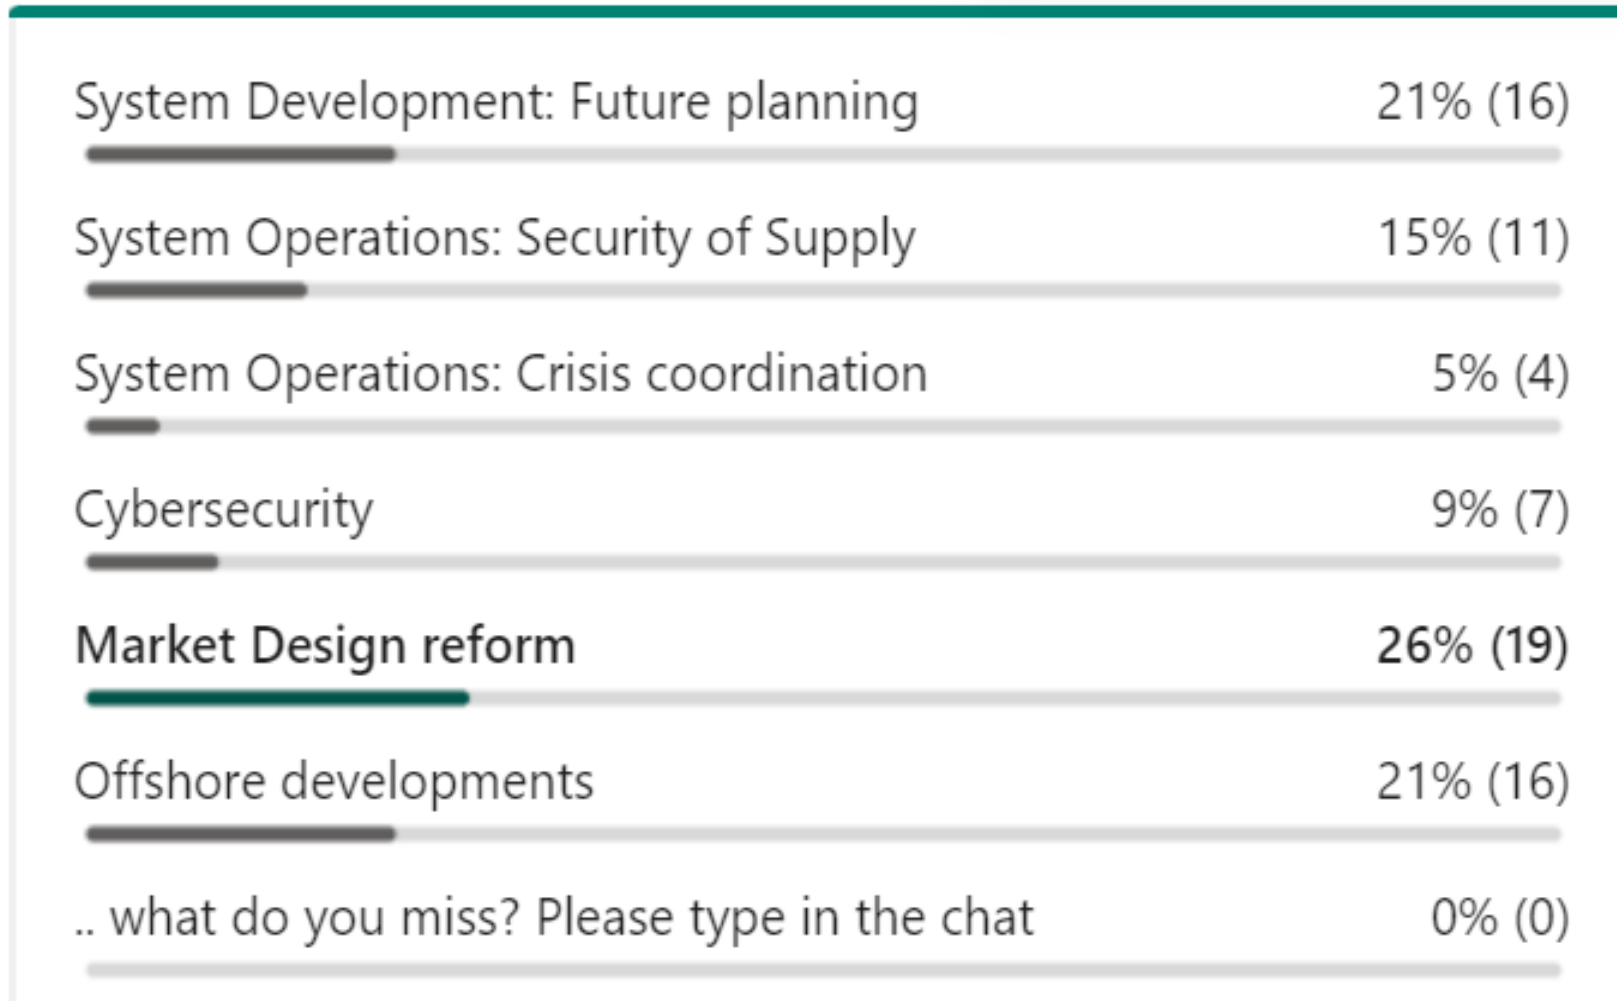 System Development: Future planning 21% (16)
System Operations: Security of Supply 15% (11)
System Operations: Crisis coordination 5% (4)
Cybersecurity 9% (7)
Market Design reform 26% (19)
Offshore developments 21% (16)
.. what do you miss? Please type in the chat 0% (0)